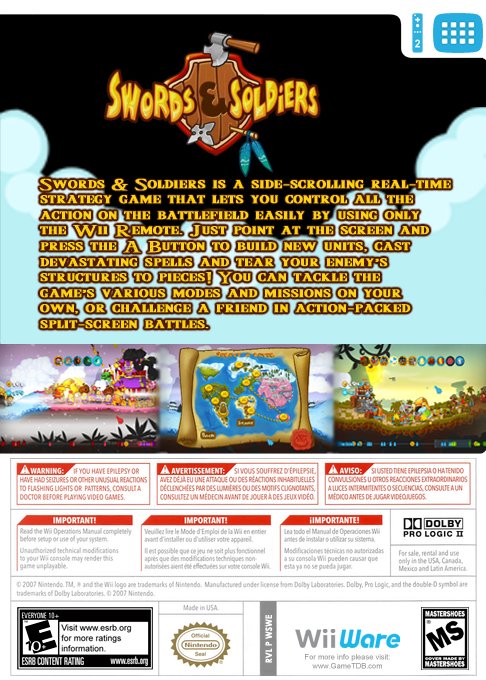 2
SWORDS & SOLDIERS
Swords & Soldiers is a side-scrolling real-time
strategy game that lets you control all the
action on the battlefield easily by using only
the Wii Remote. Just point at the screen and
press the A Button to build new units, cast
devastating spells and tear your enemy's
structures to pieces! You can tackle the
game's various modes and missions on your
own, or challenge a friend in action-packed
split-screen battles.
WARNING: IF YOU HAVE EPILEPSY OR
HAVE HAD SEIZURES OR OTHER UNUSUAL REACTIONS
TO FLASHING LIGHTS OR PATTERNS, CONSULT A
DOCTOR BEFORE PLAYING VIDEO GAMES.
AVERTISSEMENT: SI VOUS SOUFFREZ D'ÉPILEPSIE,
AVEZ DÉJÀ EU UNE ATTAQUE OU DES RÉACTIONS INHABITUELLES
DÉCLENCHÉES PAR DES LUMIÈRES OU DES MOTIFS CLIGNOTANTS,
CONSULTEZ UN MÉDECIN AVANT DE JOUER À DES JEUX VIDÉO.
AVISO: SI USTED TIENE EPILEPSIA O HA TENIDO
CONVULSIONES U OTROS REACCIONES EXTRAORDINARIOS
A LUCES INTERMITENTES O SECUENCIAS, CONSULTE A UN
MÉDICO ANTES DE JUGAR VIDEOJUEGOS.
IMPORTANT!
Read the Wii Operations Manual completely
before setup or use of your system.
Unauthorized technical modifications
to your Wii console may render this
game unplayable.
IMPORTANT!
Veuillez lire le Mode d'Emploi de la Wii en entier
avant d'installer ou d'utiliser votre appareil.
Il est possible que ce jeu ne soit plus fonctionnel
après que des modifications techniques non-
autorisées aient été effectuées sur votre console Wii.
¡IMPORTANT!
Lea todo el Manual de Operaciones Wii
antes de instalar o utilizar su sistema.
Modificaciones técnicas no autorizadas
a su consola Wii pueden causar que
esta ya no se pueda jugar.
DOLBY
PRO LOGIC II
For sale, rental and use
only in the USA, Canada,
Mexico and Latin America.
© 2007 Nintendo. TM, ® and the Wii logo are trademarks of Nintendo. Manufactured under license from Dolby Laboratories. Dolby, Pro Logic, and the double-D symbol are
trademarks of Dolby Laboratories. © 2007 Nintendo.
EVERYONE 10+
E 10+
Visit www.esrb.org
for more ratings
information.
ESRB CONTENT RATING www.esrb.org
Made in USA
Official
Nintendo
Seal
RVL P WSWE
WiiWare
For more info please visit:
www.GameTDB.com
MASTERSHOES
MS
COVER MADE BY
MASTERSHOES